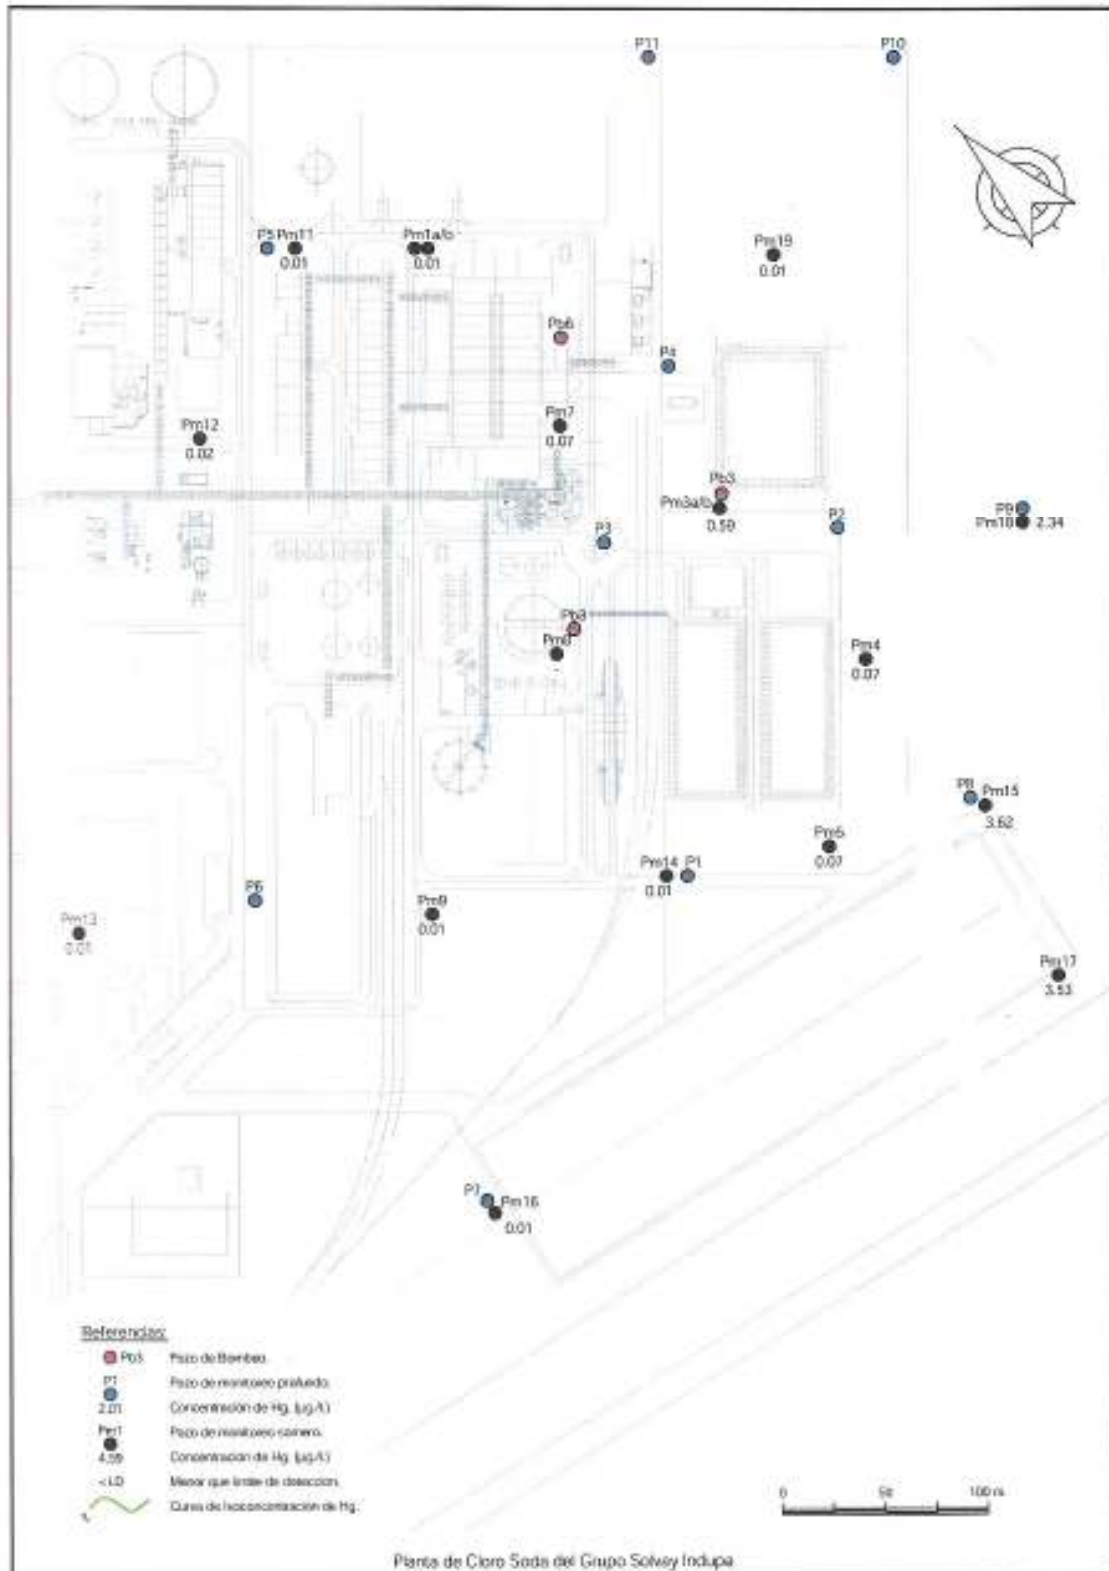 P11
P10
P5 Pm11
0.01
Pm1a/b
0.01
Pm19
0.01
Pb6
P4
Pm12
0.02
Pm7
0.07
Pb3
Pm3a/b
0.59
P3
P2
P9
2.34
Pb8
Pm8
-
Pm4
0.07
P8
Pm15
3.62
Pm5
0.07
Pm14
P1
0.01
P6
Pm9
0.01
Pm13
0.01
Pm17
3.53
P7
Pm16
0.01
Referencias:
Pb3 Pozo de Bombeo.
P1 Pozo de monitoreo profundo.
2.01 Concentración de Hg. (µg/L)
Pm1 Pozo de monitoreo somero.
4.59 Concentración de Hg. (µg/L)
< LD Menor que límite de detección.
Curva de Isoconcentración de Hg.
0 50 100 m
Planta de Cloro Soda del Grupo Solvay Indupa